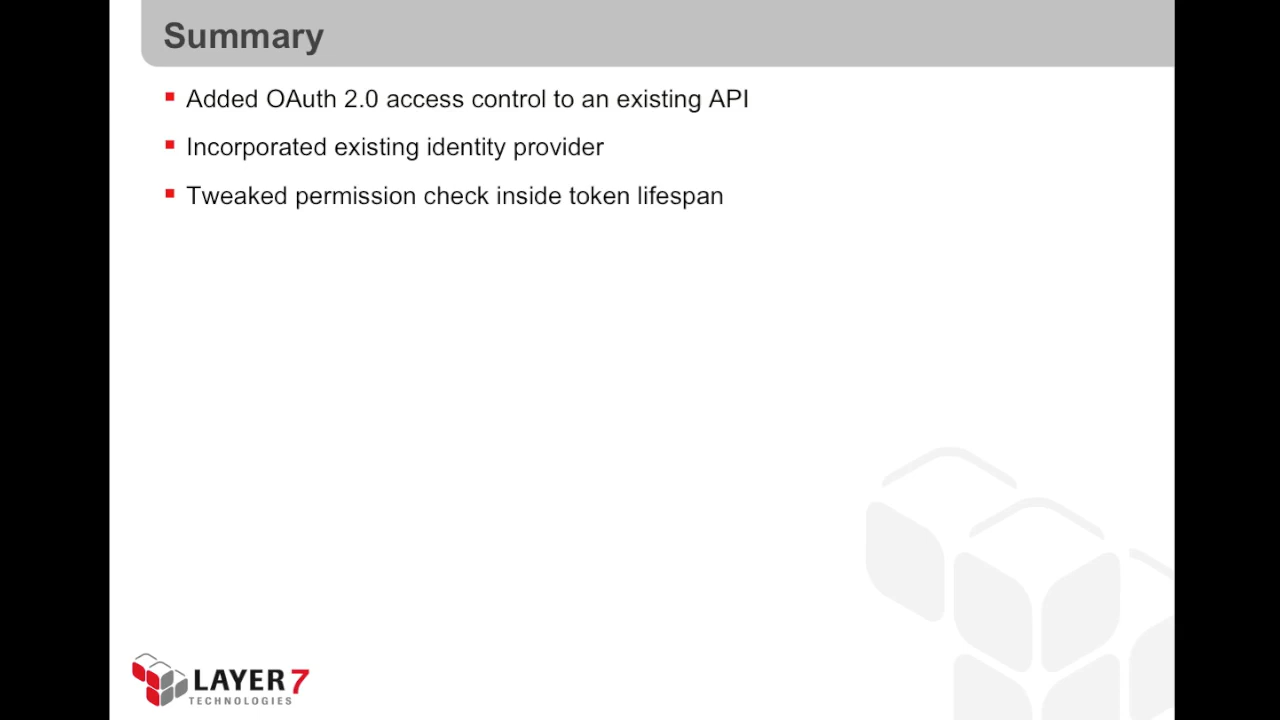 Summary
Added OAuth 2.0 access control to an existing API
Incorporated existing identity provider
Tweaked permission check inside token lifespan
LAYER 7
TECHNOLOGIES